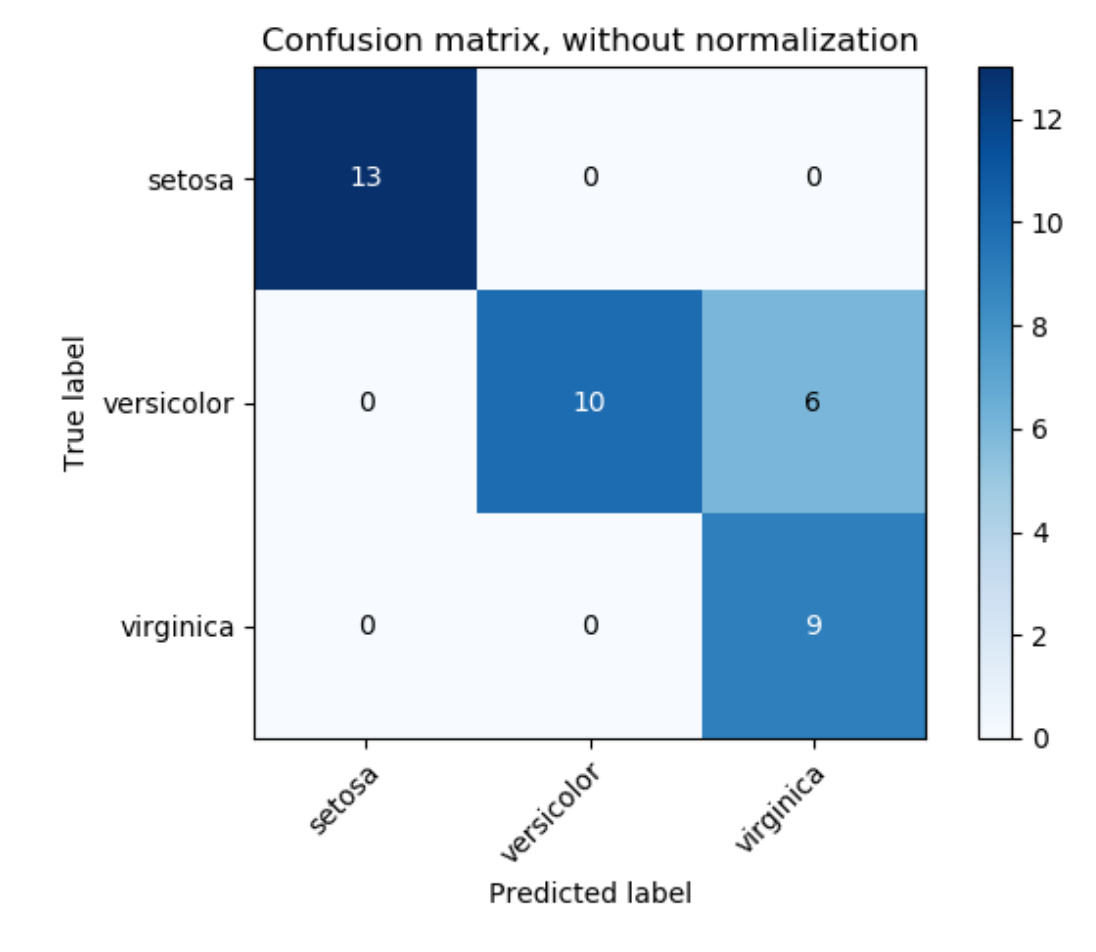 Confusion matrix, without normalization
setosa 13 0 0
versicolor 0 10 6
virginica 0 0 9
True label
setosa versicolor virginica
Predicted label
12
10
8
6
4
2
0